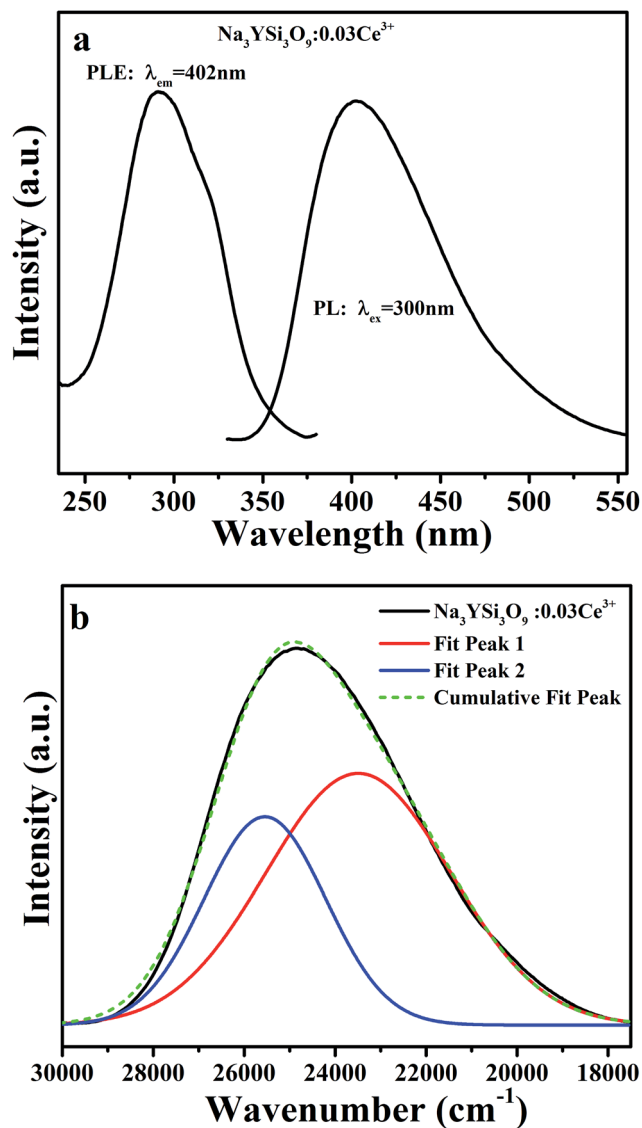 a
Na₃YSi₃O₉:0.03Ce³⁺
PLE: λₑₘ=402nm
PL: λₑₓ=300nm
Intensity (a.u.)
250 300 350 400 450 500 550
Wavelength (nm)
b
Na₃YSi₃O₉ :0.03Ce³⁺
Fit Peak 1
Fit Peak 2
Cumulative Fit Peak
Intensity (a.u.)
30000 28000 26000 24000 22000 20000 18000
Wavenumber (cm⁻¹)